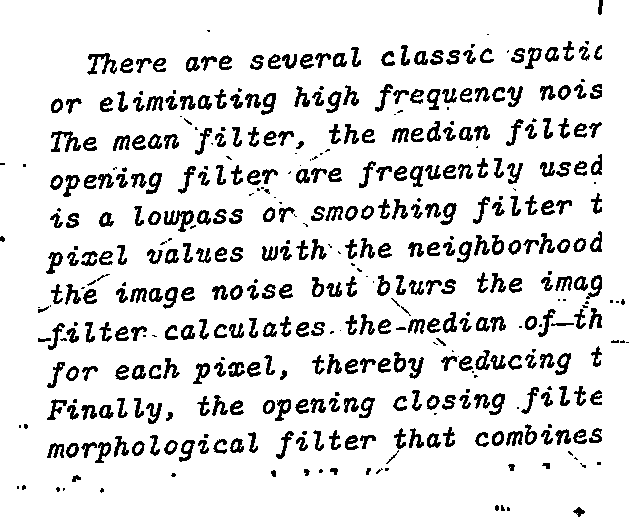 There are several classic spatic
or eliminating high frequency nois
The mean filter, the median filter
opening filter are frequently used
is a lowpass or smoothing filter t
pixel values with the neighborhood
the image noise but blurs the imag
filter calculates the median of th
for each pixel, thereby reducing t
Finally, the opening closing filte
morphological filter that combines